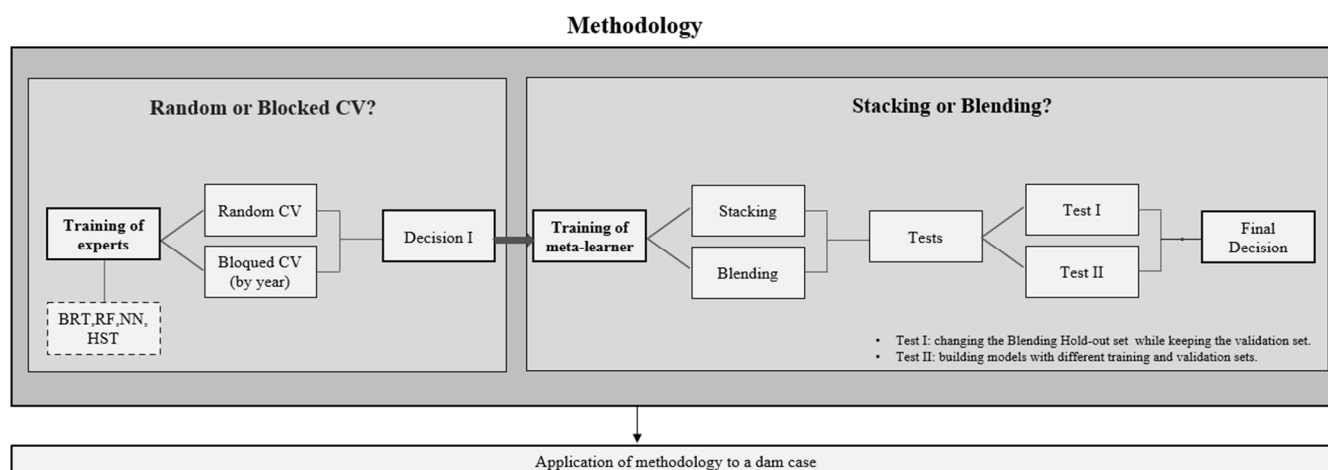 Methodology
Random or Blocked CV?
Training of
experts
BRT,RF,NN,
HST
Random CV
Bloqued CV
(by year)
Decision I
Stacking or Blending?
Training of
meta-learner
Stacking
Blending
Tests
Test I
Test II
Final
Decision
• Test I: changing the Blending Hold-out set while keeping the validation set.
• Test II: building models with different training and validation sets.
Application of methodology to a dam case